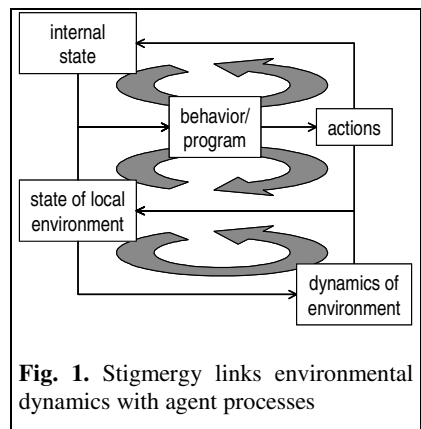 internal
state
behavior/
program
actions
state of local
environment
dynamics of
environment
Fig. 1. Stigmergy links environmental
dynamics with agent processes